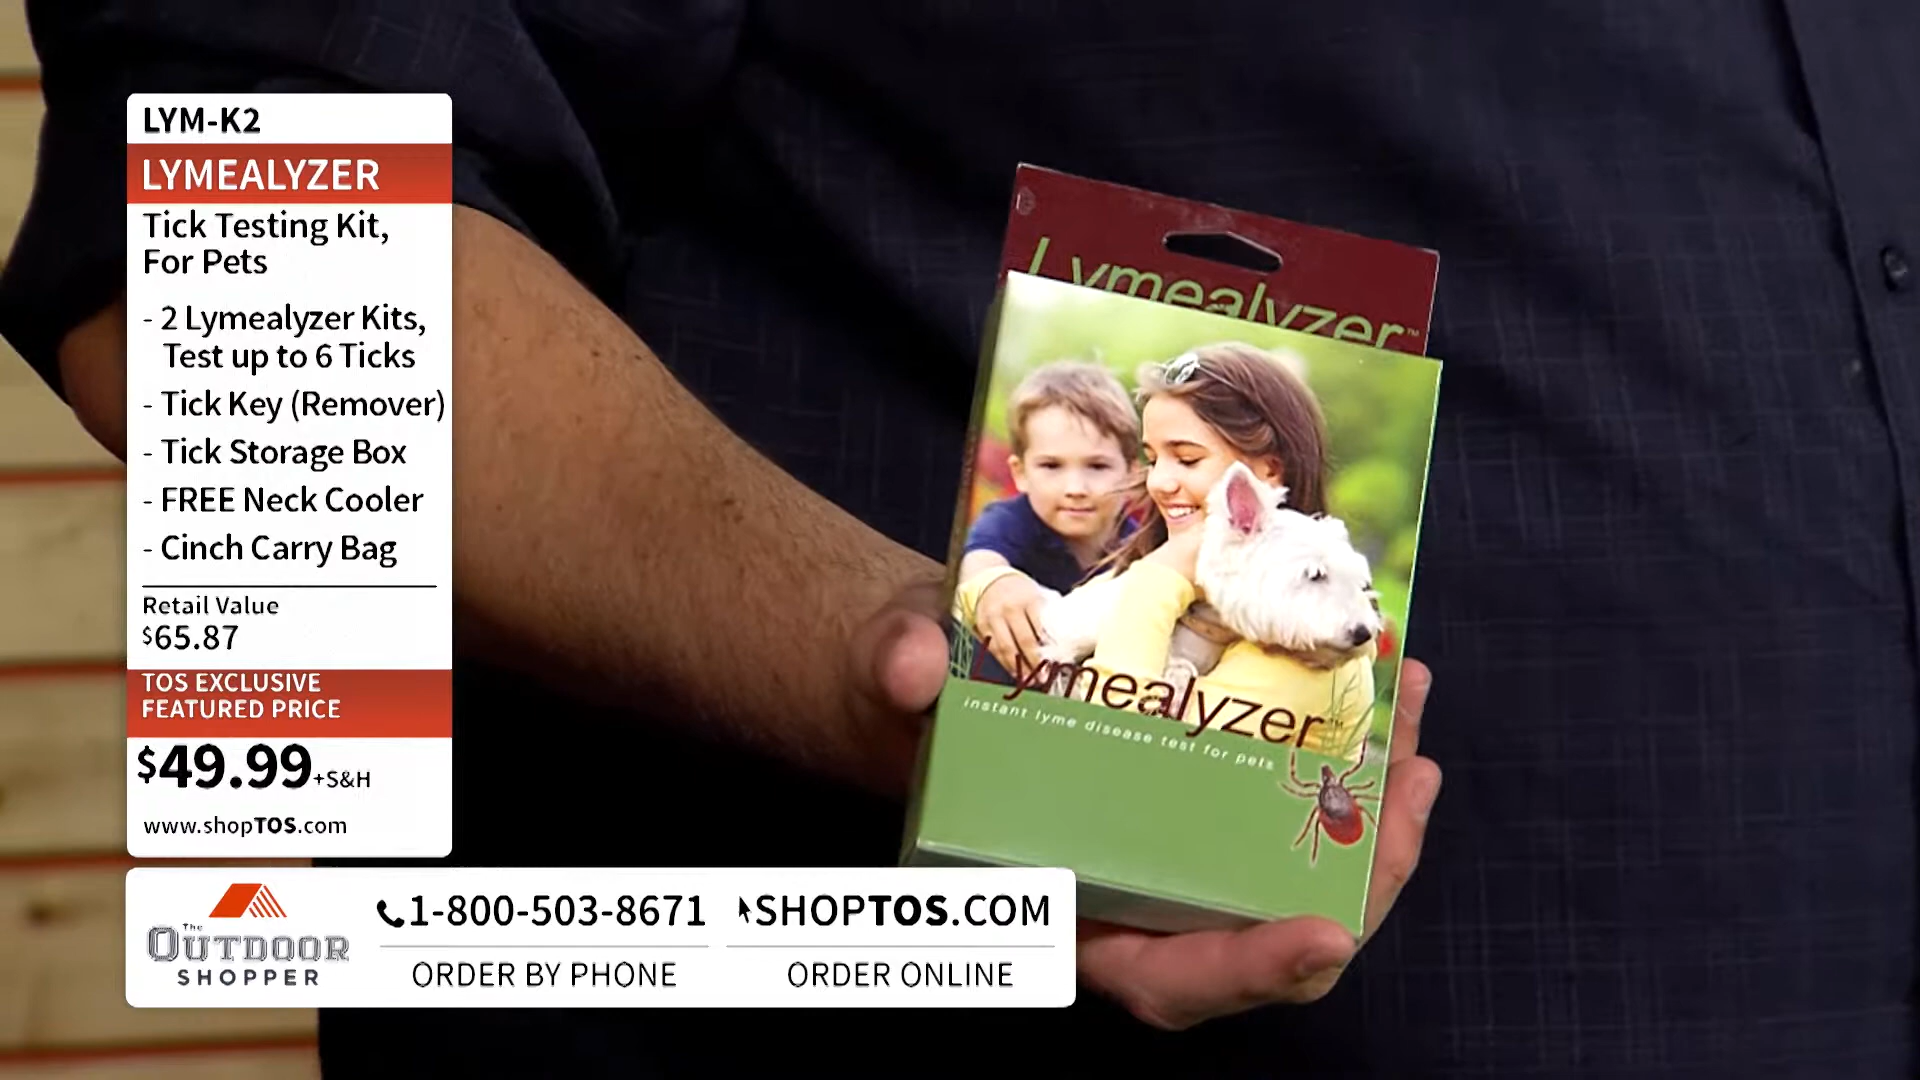 LYM-K2
LYMEALYZER
Tick Testing Kit,
For Pets
- 2 Lymealyzer Kits,
Test up to 6 Ticks
- Tick Key (Remover)
- Tick Storage Box
- FREE Neck Cooler
- Cinch Carry Bag
Retail Value
$65.87
TOS EXCLUSIVE
FEATURED PRICE
$49.99+S&H
www.shopTOS.com
The
OUTDOOR
SHOPPER
1-800-503-8671
ORDER BY PHONE
SHOPTOS.COM
ORDER ONLINE
Lymealyzer™
Lymealyzer™
instant lyme disease test for pets